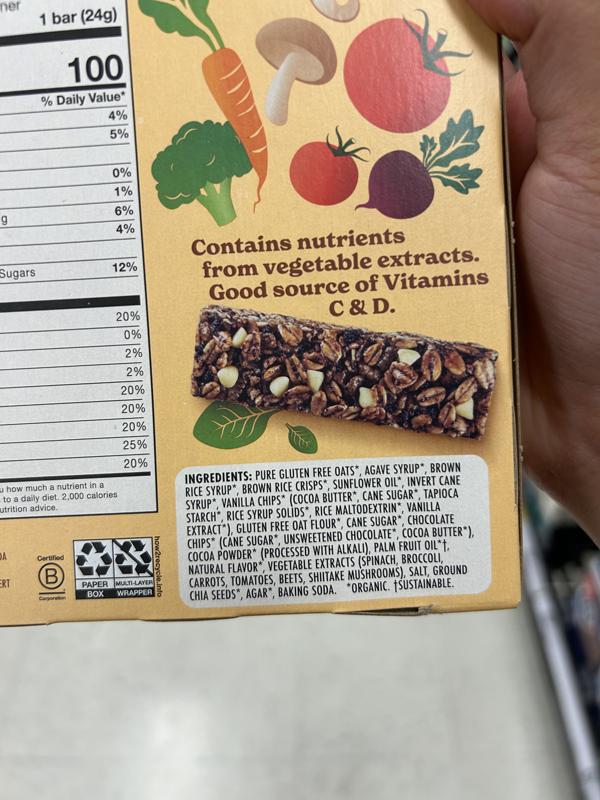 1 bar (24g)
100
% Daily Value*
4%
5%
0%
1%
g 6%
4%
Sugars 12%
20%
0%
2%
2%
20%
20%
20%
25%
20%
how much a nutrient in a
to a daily diet. 2,000 calories
nutrition advice.
Contains nutrients
from vegetable extracts.
Good source of Vitamins
C & D.
INGREDIENTS: PURE GLUTEN FREE OATS*, AGAVE SYRUP*, BROWN
RICE SYRUP*, BROWN RICE CRISPS*, SUNFLOWER OIL*, INVERT CANE
SYRUP*, VANILLA CHIPS* (COCOA BUTTER*, CANE SUGAR*, TAPIOCA
STARCH*, RICE SYRUP SOLIDS*, RICE MALTODEXTRIN*, VANILLA
EXTRACT*), GLUTEN FREE OAT FLOUR*, CANE SUGAR*, CHOCOLATE
CHIPS* (CANE SUGAR*, UNSWEETENED CHOCOLATE*, COCOA BUTTER*),
COCOA POWDER* (PROCESSED WITH ALKALI), PALM FRUIT OIL*†,
NATURAL FLAVOR*, VEGETABLE EXTRACTS (SPINACH, BROCCOLI,
CARROTS, TOMATOES, BEETS, SHIITAKE MUSHROOMS), SALT, GROUND
CHIA SEEDS*, AGAR*, BAKING SODA. *ORGANIC. †SUSTAINABLE.
Certified
B
Corporation
PAPER
BOX
MULTI-LAYER
WRAPPER
how2recycle.info